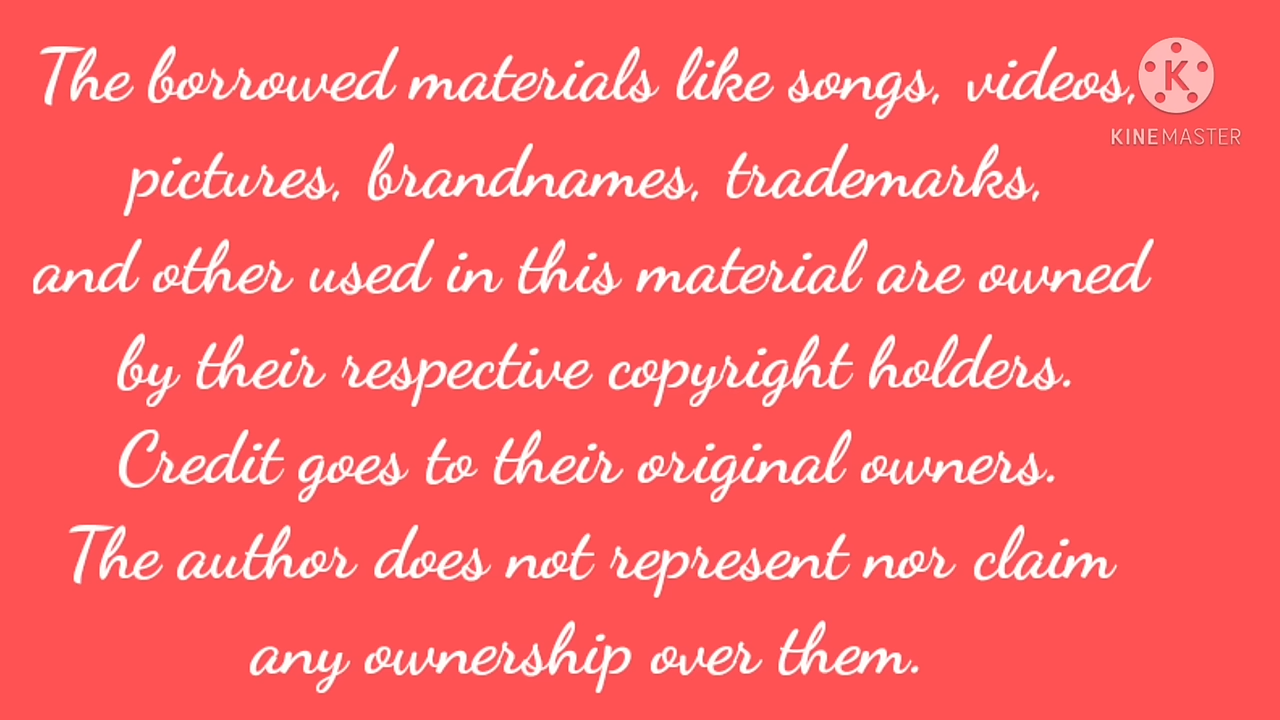 The borrowed materials like songs, videos,
K
KINEMASTER
pictures, brandnames, trademarks,
and other used in this material are owned
by their respective copyright holders.
Credit goes to their original owners.
The author does not represent nor claim
any ownership over them.